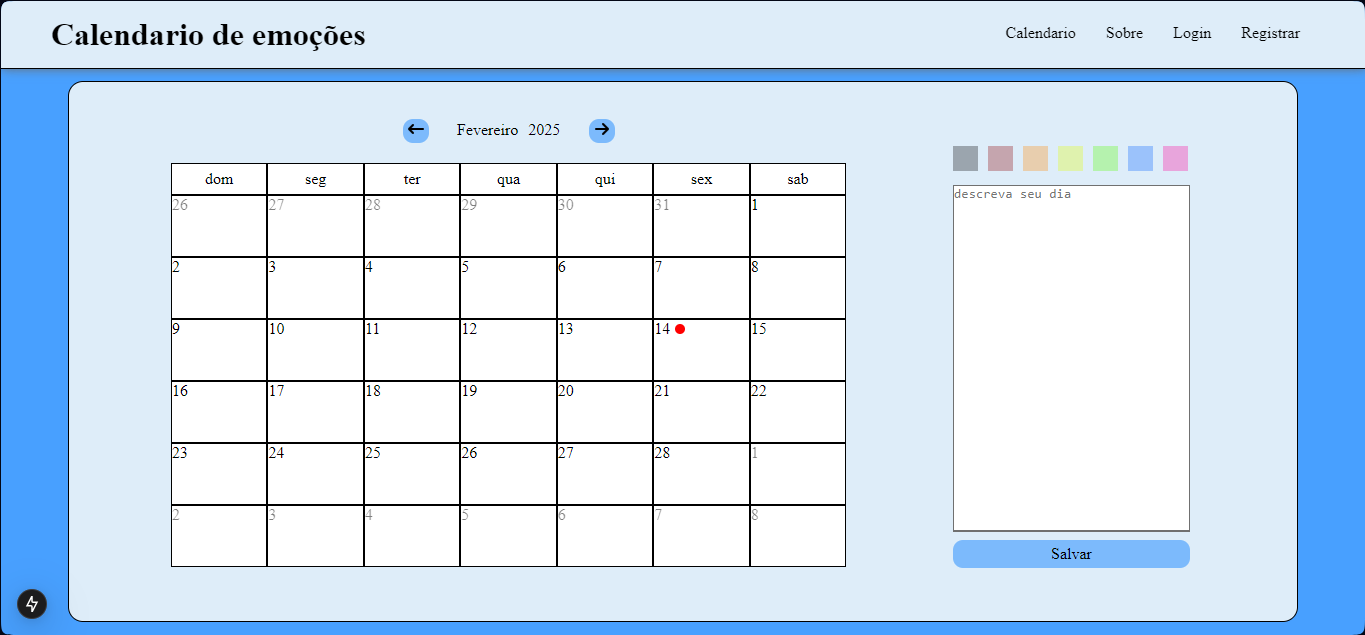 Calendario de emoções
Calendario Sobre Login Registrar
Fevereiro 2025
dom seg ter qua qui sex sab
26 27 28 29 30 31 1
2 3 4 5 6 7 8
9 10 11 12 13 14 15
16 17 18 19 20 21 22
23 24 25 26 27 28 1
2 3 4 5 6 7 8
descreva seu dia
Salvar